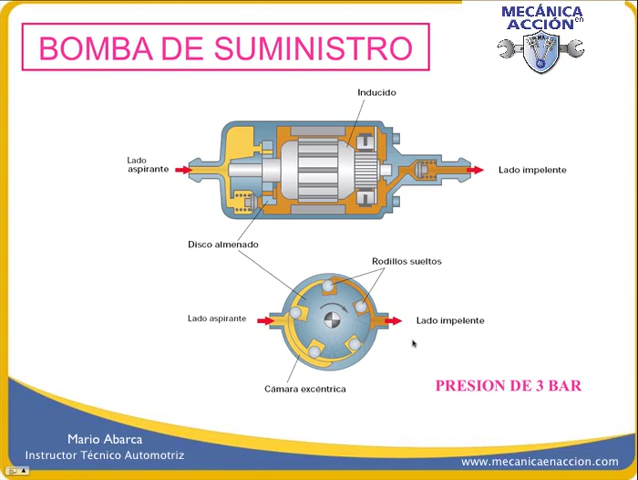 MECÁNICA
en
ACCIÓN
BOMBA DE SUMINISTRO
Inducido
Lado
aspirante
Lado impelente
Disco almenado
Rodillos sueltos
Lado aspirante
Lado impelente
Cámara excéntrica
PRESION DE 3 BAR
Mario Abarca
Instructor Técnico Automotriz
www.mecanicaenaccion.com